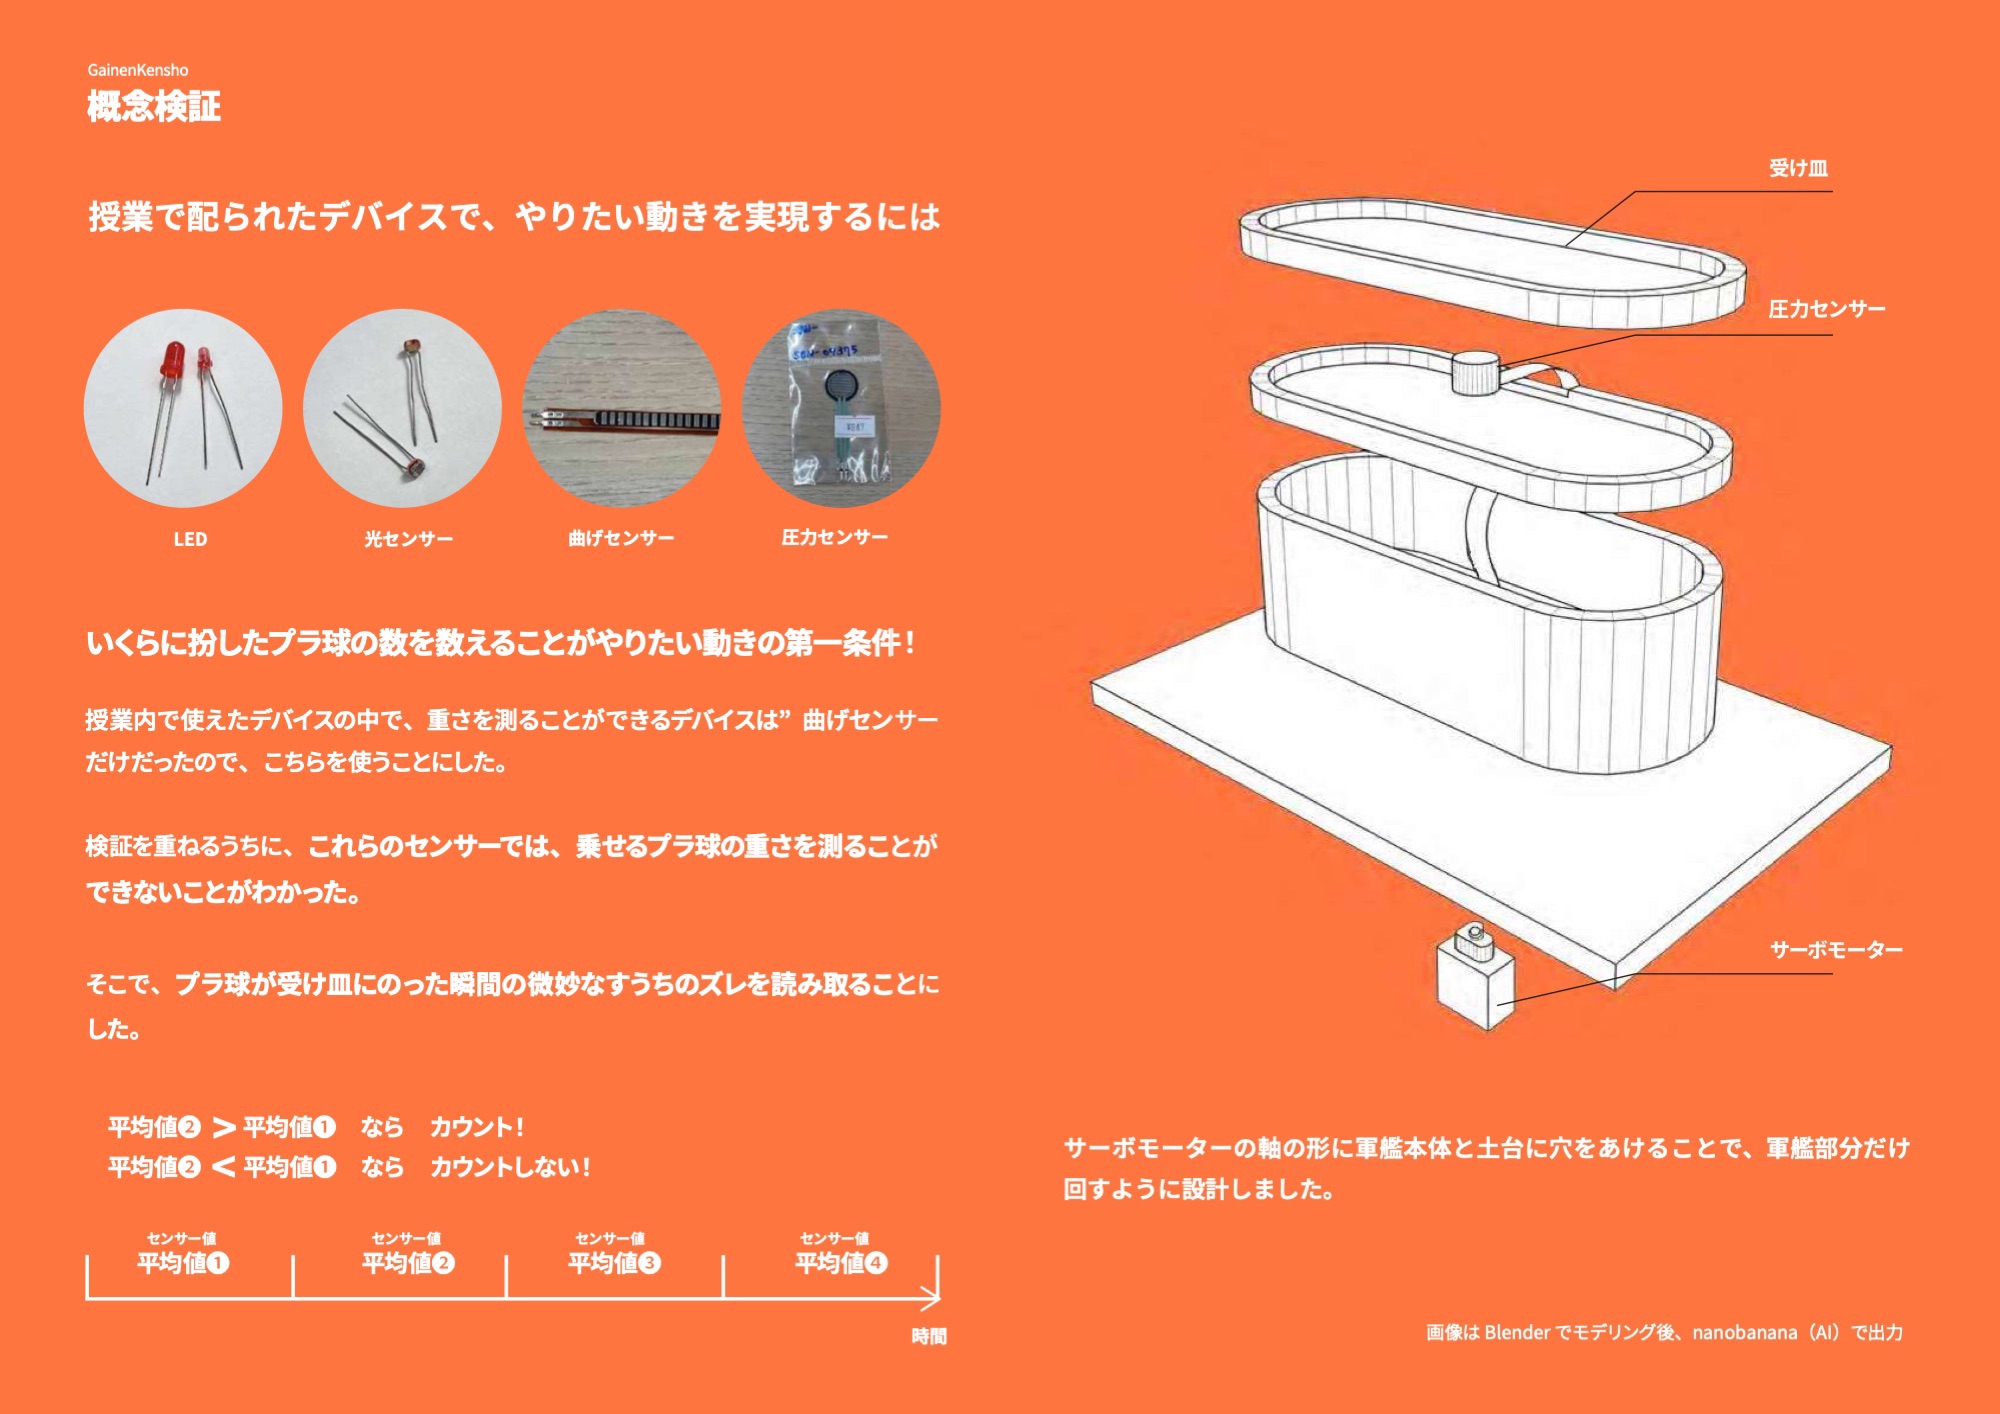 GainenKensho
概念検証
授業で配られたデバイスで、やりたい動きを実現するには
LED
光センサー
曲げセンサー
圧力センサー
SEN-09375
¥847
いくらに扮したプラ球の数を数えることがやりたい動きの第一条件！
授業内で使えたデバイスの中で、重さを測ることができるデバイスは” 曲げセンサー
だけだったので、こちらを使うことにした。
検証を重ねるうちに、これらのセンサーでは、乗せるプラ球の重さを測ることが
できないことがわかった。
そこで、プラ球が受け皿にのった瞬間の微妙なすうちのズレを読み取ることに
した。
平均値❷ ＞ 平均値❶　なら　カウント！
平均値❷ ＜ 平均値❶　なら　カウントしない！
センサー値
平均値❶
センサー値
平均値❷
センサー値
平均値❸
センサー値
平均値❹
時間
受け皿
圧力センサー
サーボモーター
サーボモーターの軸の形に軍艦本体と土台に穴をあけることで、軍艦部分だけ
回すように設計しました。
画像は Blender でモデリング後、nanobanana（AI）で出力